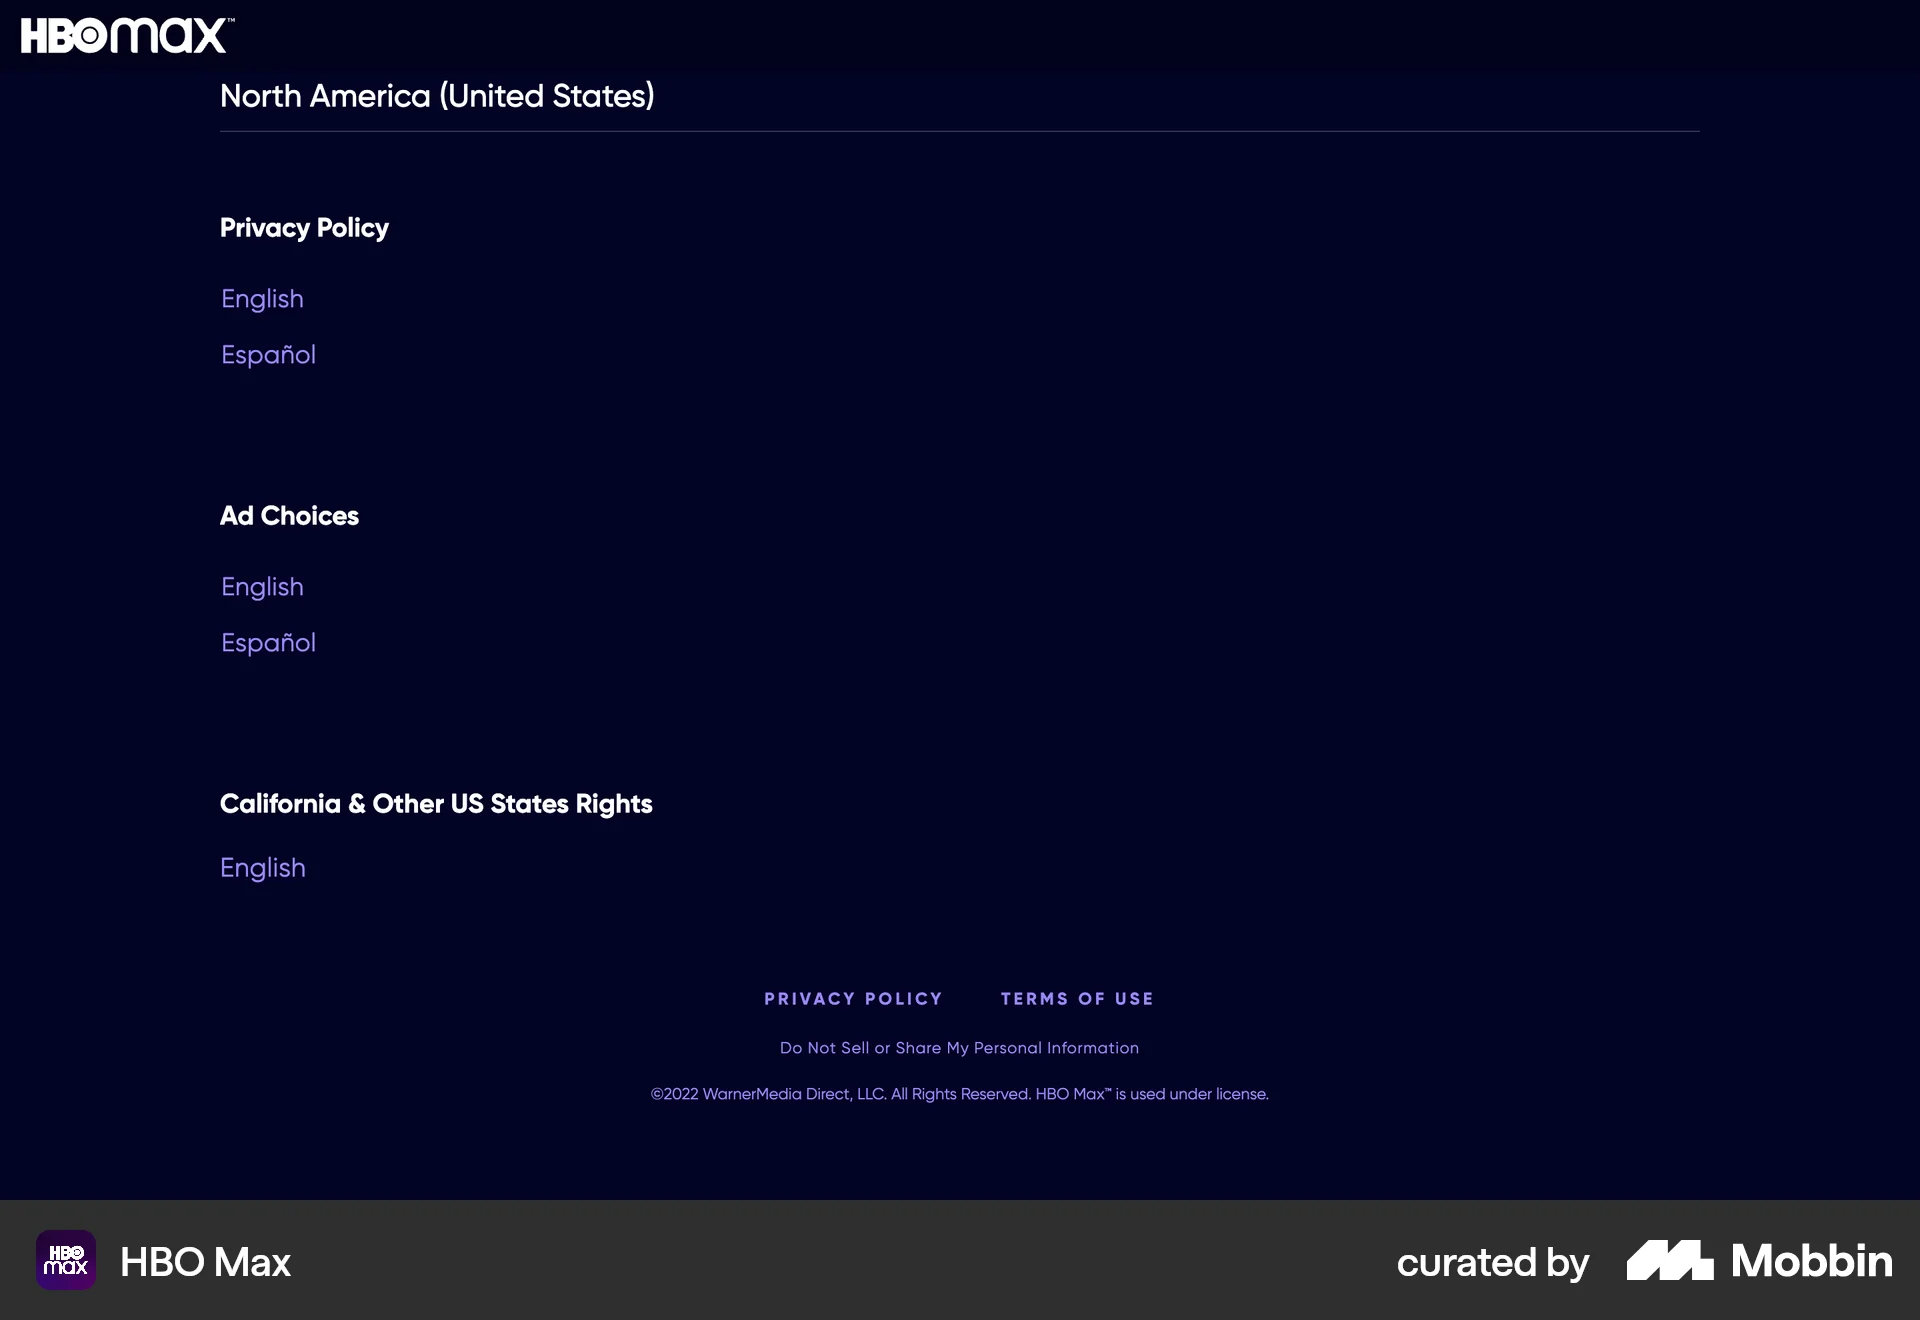 HBOmax™
North America (United States)
Privacy Policy
English
Español
Ad Choices
English
Español
California & Other US States Rights
English
PRIVACY POLICY TERMS OF USE
Do Not Sell or Share My Personal Information
©2022 WarnerMedia Direct, LLC. All Rights Reserved. HBO Max™ is used under license.
HBO
max
HBO Max
curated by Mobbin